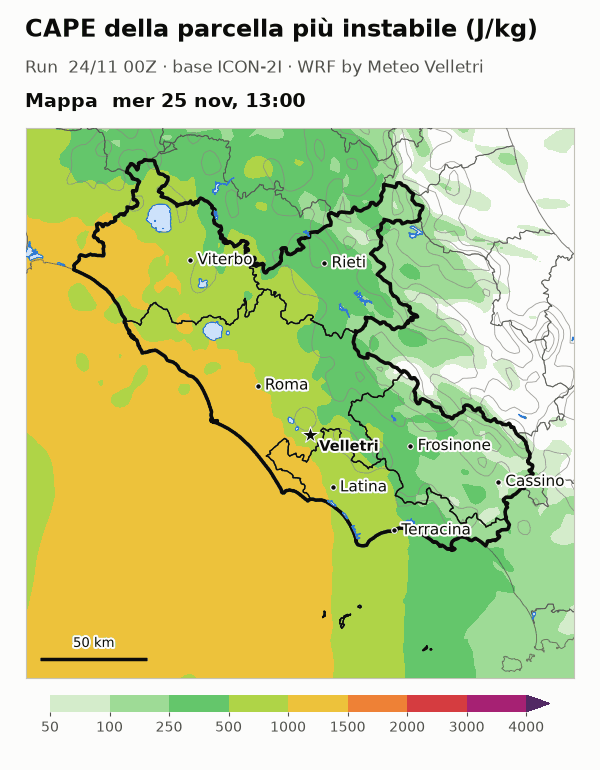 CAPE della parcella più instabile (J/kg)
Run  24/11 00Z · base ICON-2I · WRF by Meteo Velletri
Mappa  mer 25 nov, 13:00
Viterbo
Rieti
Roma
Velletri
Frosinone
Latina
Cassino
Terracina
50 km
50 100 250 500 1000 1500 2000 3000 4000